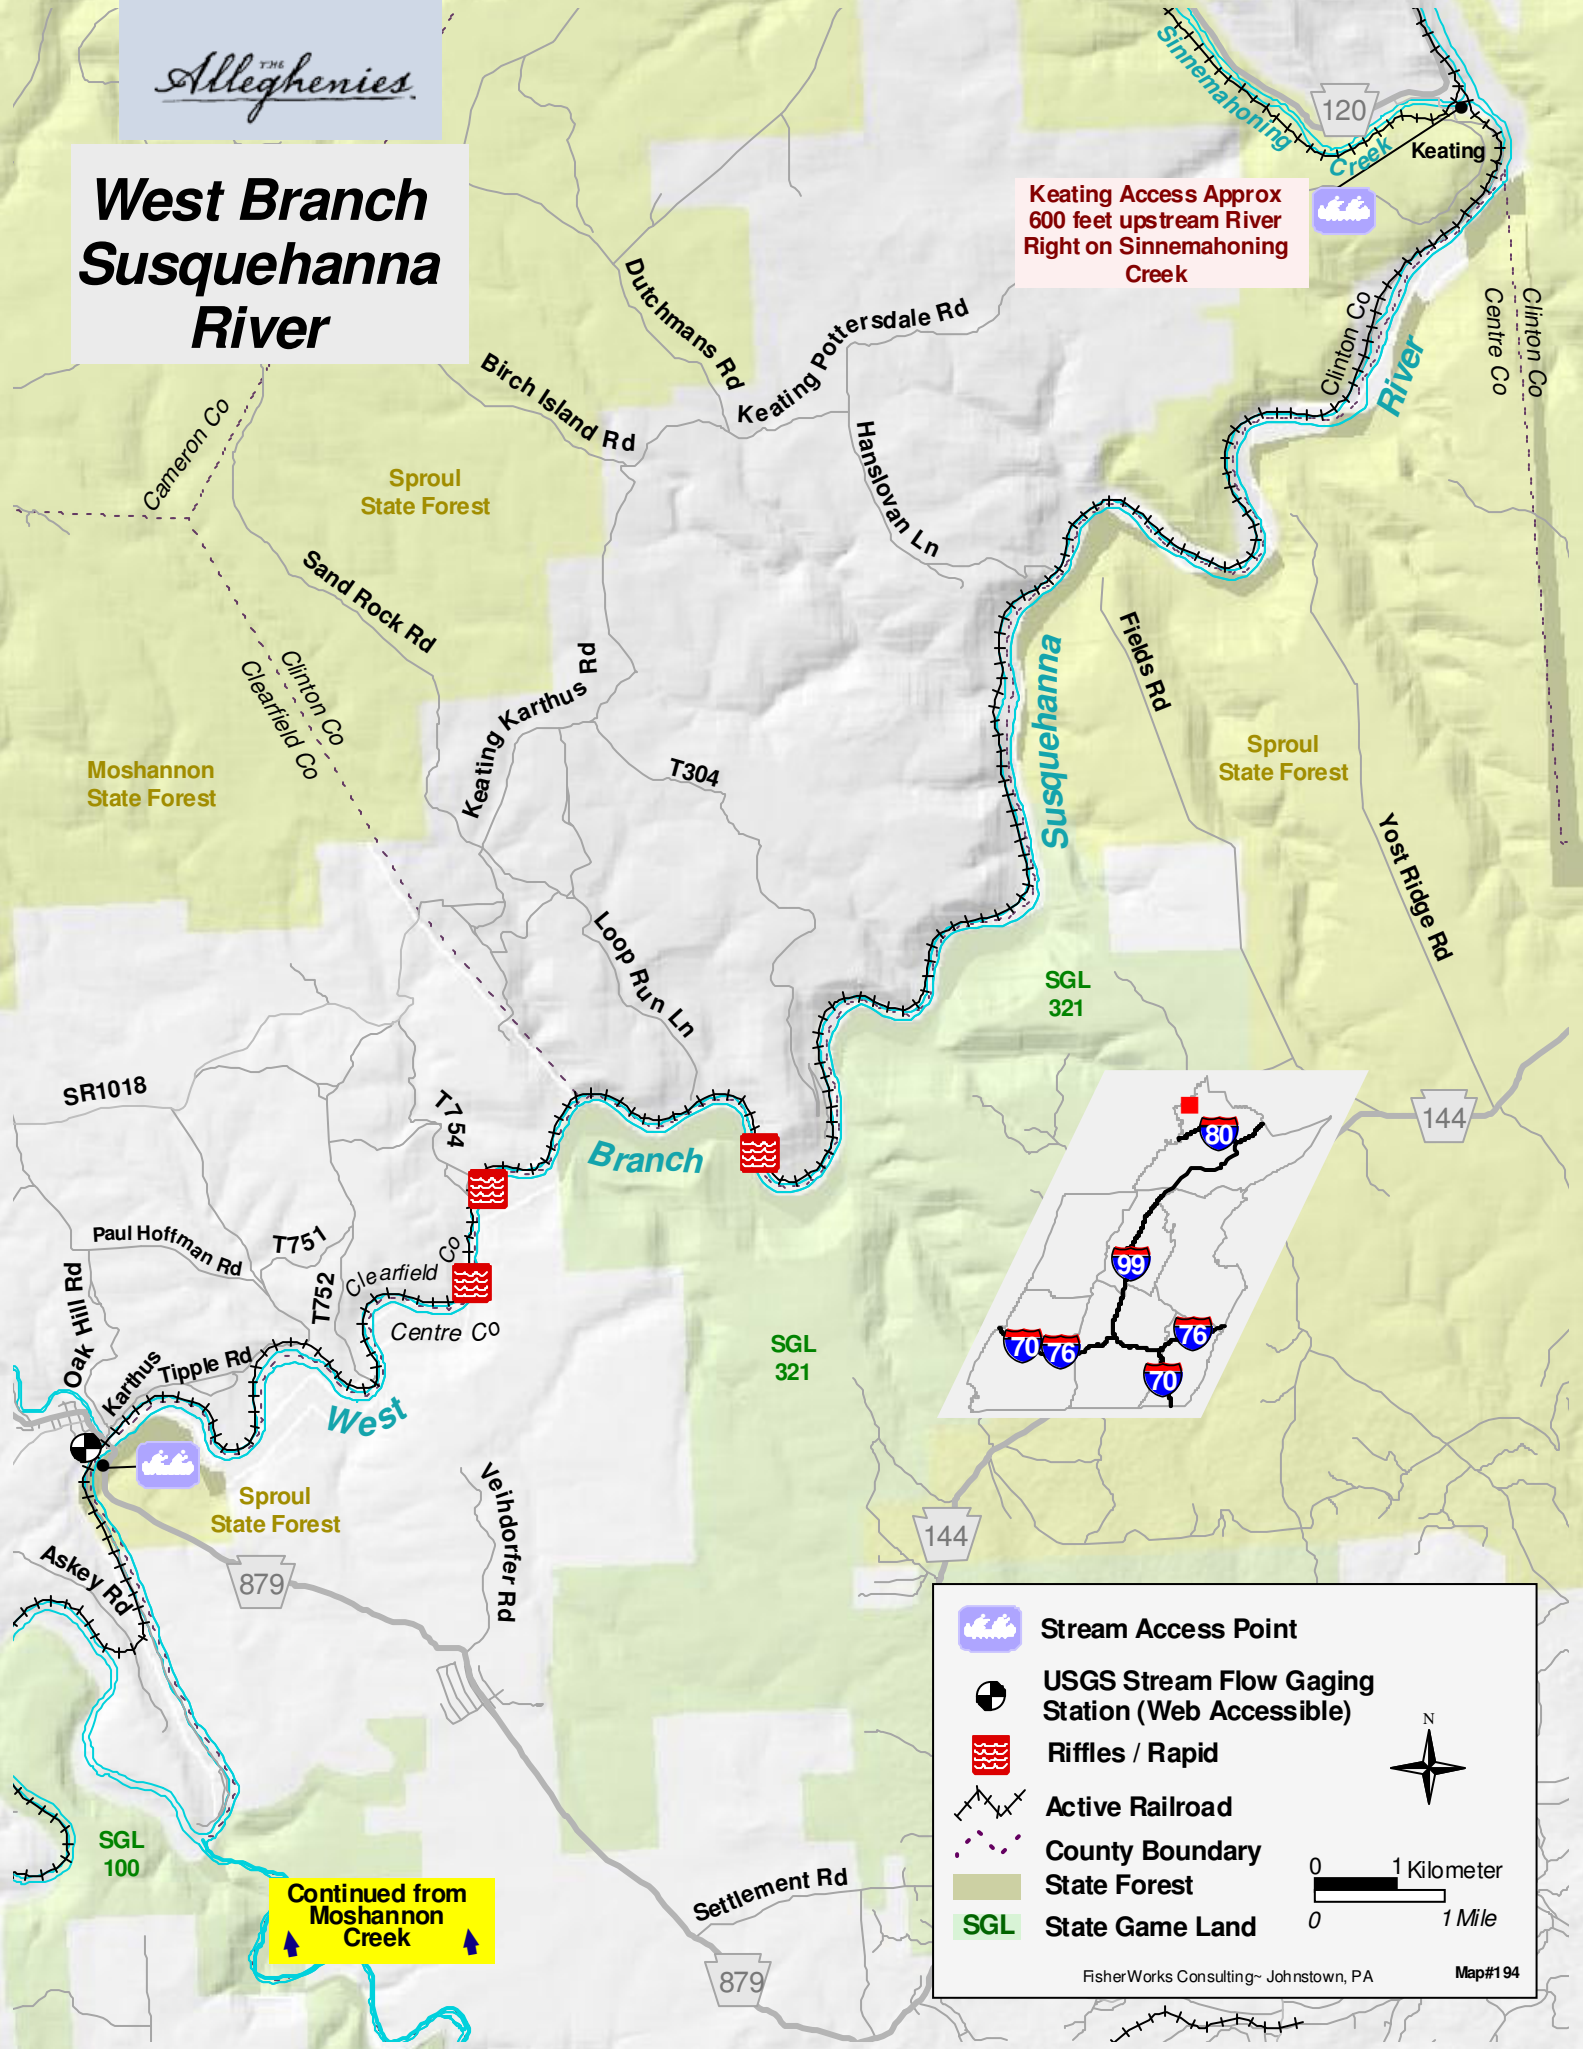 THE
Alleghenies
West Branch
Susquehanna
River
Sinnemahoning
Creek
120
Keating
Keating Access Approx
600 feet upstream River
Right on Sinnemahoning
Creek
Dutchmans Rd
Keating Pottersdale Rd
Birch Island Rd
Clinton Co
River
Centre Co
Clinton Co
Cameron Co
Sproul
State Forest
Hanslovan Ln
Sand Rock Rd
Clinton Co
Clearfield Co
Keating Karthus Rd
Fields Rd
Susquehanna
Sproul
State Forest
Moshannon
State Forest
T304
Yost Ridge Rd
Loop Run Ln
SGL
321
SR1018
T754
144
80
Branch
Paul Hoffman Rd
T751
T752
Clearfield Co
Centre Co
99
Oak Hill Rd
Karthus
Tipple Rd
West
SGL
321
70
76
76
70
Sproul
State Forest
Veihdorfer Rd
144
Askey Rd
879
Stream Access Point
USGS Stream Flow Gaging
Station (Web Accessible)
Riffles / Rapid
Active Railroad
County Boundary
State Forest
SGL
State Game Land
N
0
1 Kilometer
0
1 Mile
FisherWorks Consulting~ Johnstown, PA
Map#194
SGL
100
Continued from
Moshannon
Creek
Settlement Rd
879